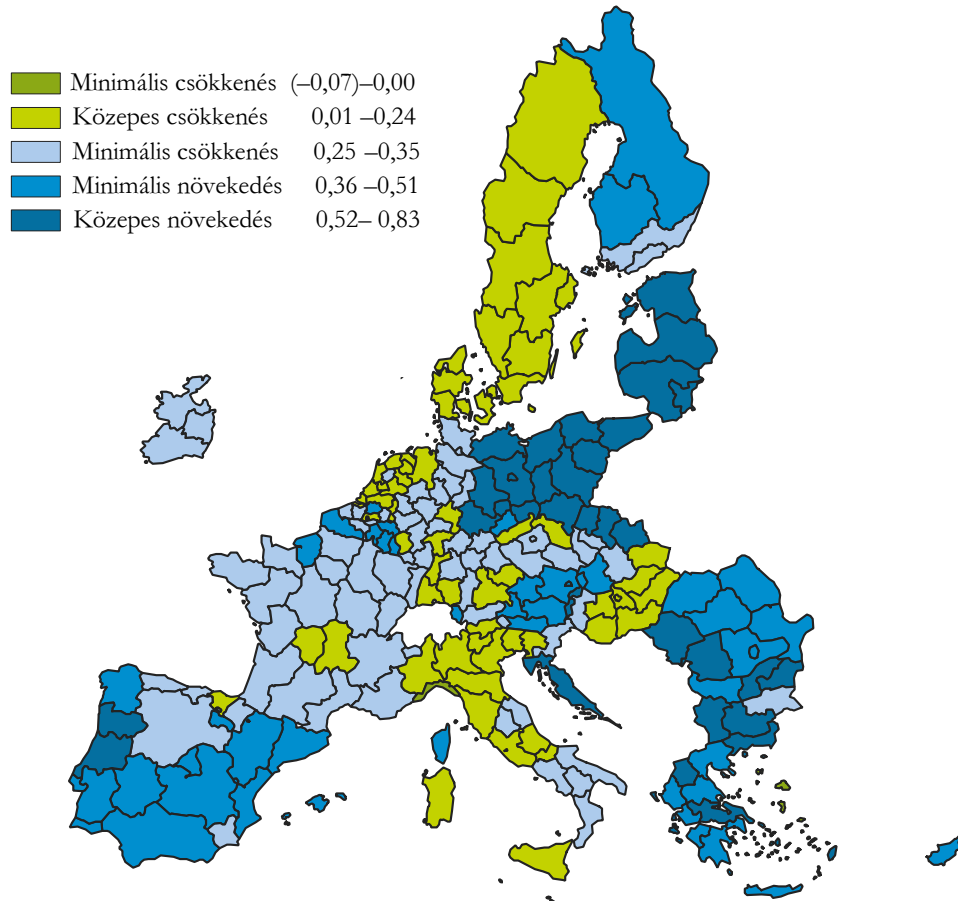 Minimális csökkenés (–0,07)–0,00
Közepes csökkenés 0,01 –0,24
Minimális csökkenés 0,25 –0,35
Minimális növekedés 0,36 –0,51
Közepes növekedés 0,52– 0,83